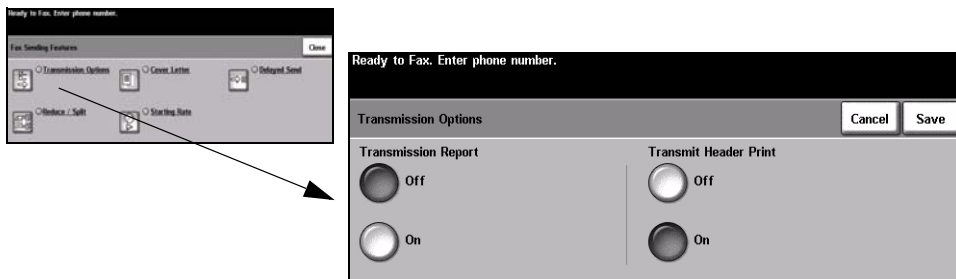 Ready to Fax. Enter phone number.
Fax Sending Features
Close
Transmission Options
Cover Letter
Delayed Send
Reduce / Split
Starting Rate
Ready to Fax. Enter phone number.
Transmission Options
Cancel
Save
Transmission Report
Transmit Header Print
Off
Off
On
On